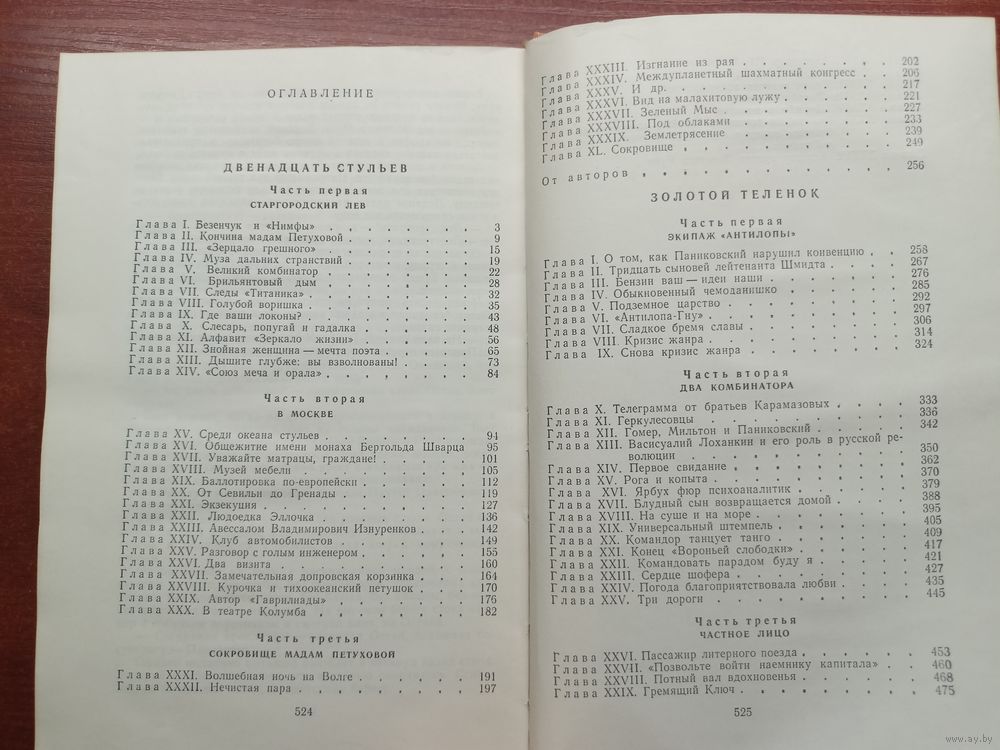 ОГЛАВЛЕНИЕ
ДВЕНАДЦАТЬ СТУЛЬЕВ
Часть первая
СТАРГОРОДСКИЙ ЛЕВ
Глава I. Безенчук и «Нимфы» . . . . . . . 3
Глава II. Кончина мадам Петуховой . . . . . . 9
Глава III. «Зерцало грешного» . . . . . . . 15
Глава IV. Муза дальних странствий . . . . . . 19
Глава V. Великий комбинатор . . . . . . . 22
Глава VI. Брильянтовый дым . . . . . . . 28
Глава VII. Следы «Титаника» . . . . . . . 32
Глава VIII. Голубой воришка . . . . . . . 35
Глава IX. Где ваши локоны? . . . . . . . 43
Глава X. Слесарь, попугай и гадалка . . . . . 48
Глава XI. Алфавит «Зеркало жизни» . . . . . 56
Глава XII. Знойная женщина — мечта поэта . . . . 65
Глава XIII. Дышите глубже: вы взволнованы! . . . . 73
Глава XIV. «Союз меча и орала» . . . . . . . 84
Часть вторая
В МОСКВЕ
Глава XV. Среди океана стульев . . . . . . . 94
Глава XVI. Общежитие имени монаха Бертольда Шварца 95
Глава XVII. Уважайте матрацы, граждане! . . . . . 101
Глава XVIII. Музей мебели . . . . . . . . 105
Глава XIX. Баллотировка по-европейски . . . . . 112
Глава XX. От Севильи до Гренады . . . . . . 119
Глава XXI. Экзекуция . . . . . . . . . 127
Глава XXII. Людоедка Эллочка . . . . . . . 136
Глава XXIII. Авессалом Владимирович Изнуренков . . . 142
Глава XXIV. Клуб автомобилистов . . . . . . 149
Глава XXV. Разговор с голым инженером . . . . . 155
Глава XXVI. Два визита . . . . . . . . 160
Глава XXVII. Замечательная допровская корзинка . . . 164
Глава XXVIII. Курочка и тихоокеанский петушок . . . 170
Глава XXIX. Автор «Гаврилиады» . . . . . . . 176
Глава XXX. В театре Колумба . . . . . . . 182
Часть третья
СОКРОВИЩЕ МАДАМ ПЕТУХОВОЙ
Глава XXXI. Волшебная ночь на Волге . . . . . . 191
Глава XXXII. Нечистая пара . . . . . . . . 197
524
Глава XXXIII. Изгнание из рая . . . . . . . 202
Глава XXXIV. Междупланетный шахматный конгресс . . 206
Глава XXXV. И др. . . . . . . . . . 217
Глава XXXVI. Вид на малахитовую лужу . . . . . 221
Глава XXXVII. Зеленый Мыс . . . . . . . 227
Глава XXXVIII. Под облаками . . . . . . . 233
Глава XXXIX. Землетрясение . . . . . . . 239
Глава XL. Сокровище . . . . . . . . . 249
От авторов . . . . . . . . . . . 256
ЗОЛОТОЙ ТЕЛЕНОК
Часть первая
ЭКИПАЖ «АНТИЛОПЫ»
Глава I. О том, как Паниковский нарушил конвенцию . . 258
Глава II. Тридцать сыновей лейтенанта Шмидта . . . 267
Глава III. Бензин ваш — идеи наши . . . . . . 276
Глава IV. Обыкновенный чемоданишко . . . . . 285
Глава V. Подземное царство . . . . . . . 292
Глава VI. «Антилопа-Гну» . . . . . . . . 297
Глава VII. Сладкое бремя славы . . . . . . . 306
Глава VIII. Кризис жанра . . . . . . . . 314
Глава IX. Снова кризис жанра . . . . . . . 324
Часть вторая
ДВА КОМБИНАТОРА
Глава X. Телеграмма от братьев Карамазовых . . . . 333
Глава XI. Геркулесовцы . . . . . . . . 336
Глава XII. Гомер, Мильтон и Паниковский . . . . . 342
Глава XIII. Васисуалий Лоханкин и его роль в русской ре-
волюции . . . . . . . . . 350
Глава XIV. Первое свидание . . . . . . . 362
Глава XV. Рога и копыта . . . . . . . . 370
Глава XVI. Ярбух фюр психоаналитик . . . . . . 379
Глава XVII. Блудный сын возвращается домой . . . . 388
Глава XVIII. На суше и на море . . . . . . . 395
Глава XIX. Универсальный штемпель . . . . . . 405
Глава XX. Командор танцует танго . . . . . . 409
Глава XXI. Конец «Вороньей слободки» . . . . . 417
Глава XXII. Командовать парадом буду я . . . . . 421
Глава XXIII. Сердце шофера . . . . . . . 427
Глава XXIV. Погода благоприятствовала любви . . . . 435
Глава XXV. Три дороги . . . . . . . . 445
Часть третья
ЧАСТНОЕ ЛИЦО
Глава XXVI. Пассажир литерного поезда . . . . . 453
Глава XXVII. «Позвольте войти наемнику капитала» . . 460
Глава XXVIII. Потный вал вдохновенья . . . . . 468
Глава XXIX. Гремящий Ключ . . . . . . . 475
525
www.ay.by